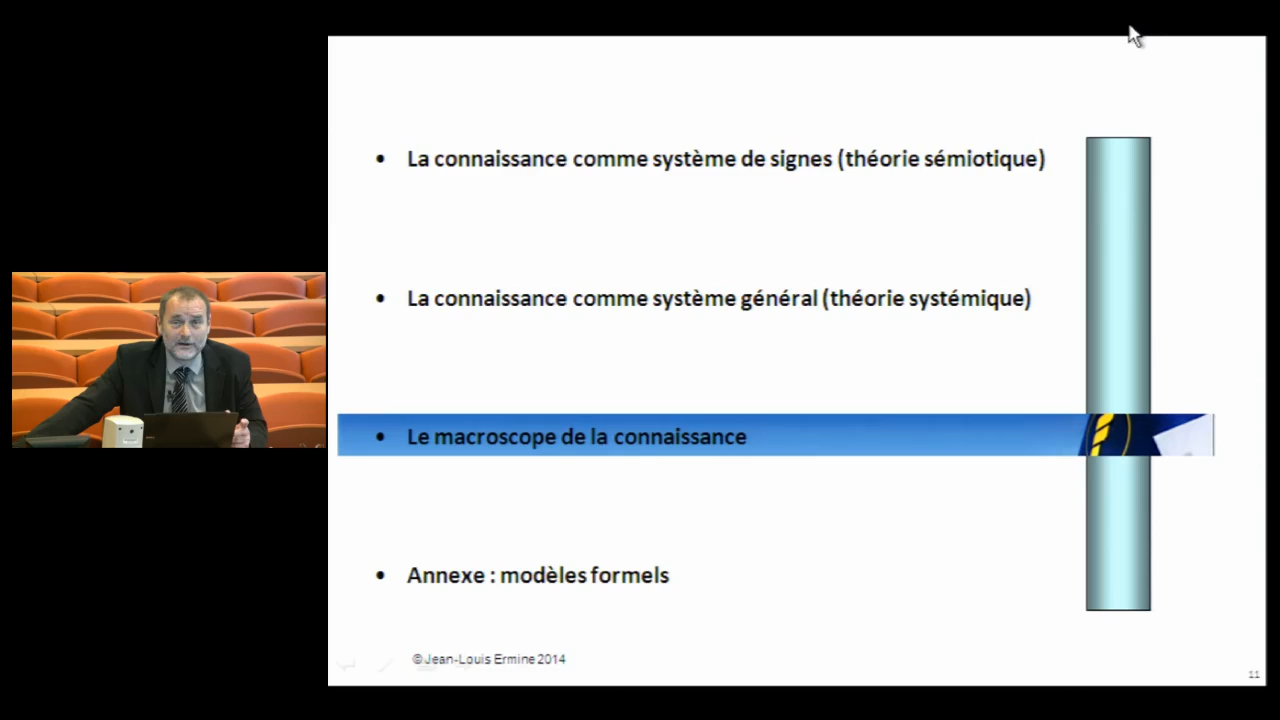 • La connaissance comme système de signes (théorie sémiotique)
• La connaissance comme système général (théorie systémique)
• Le macroscope de la connaissance
• Annexe : modèles formels
©Jean-Louis Ermine 2014
11